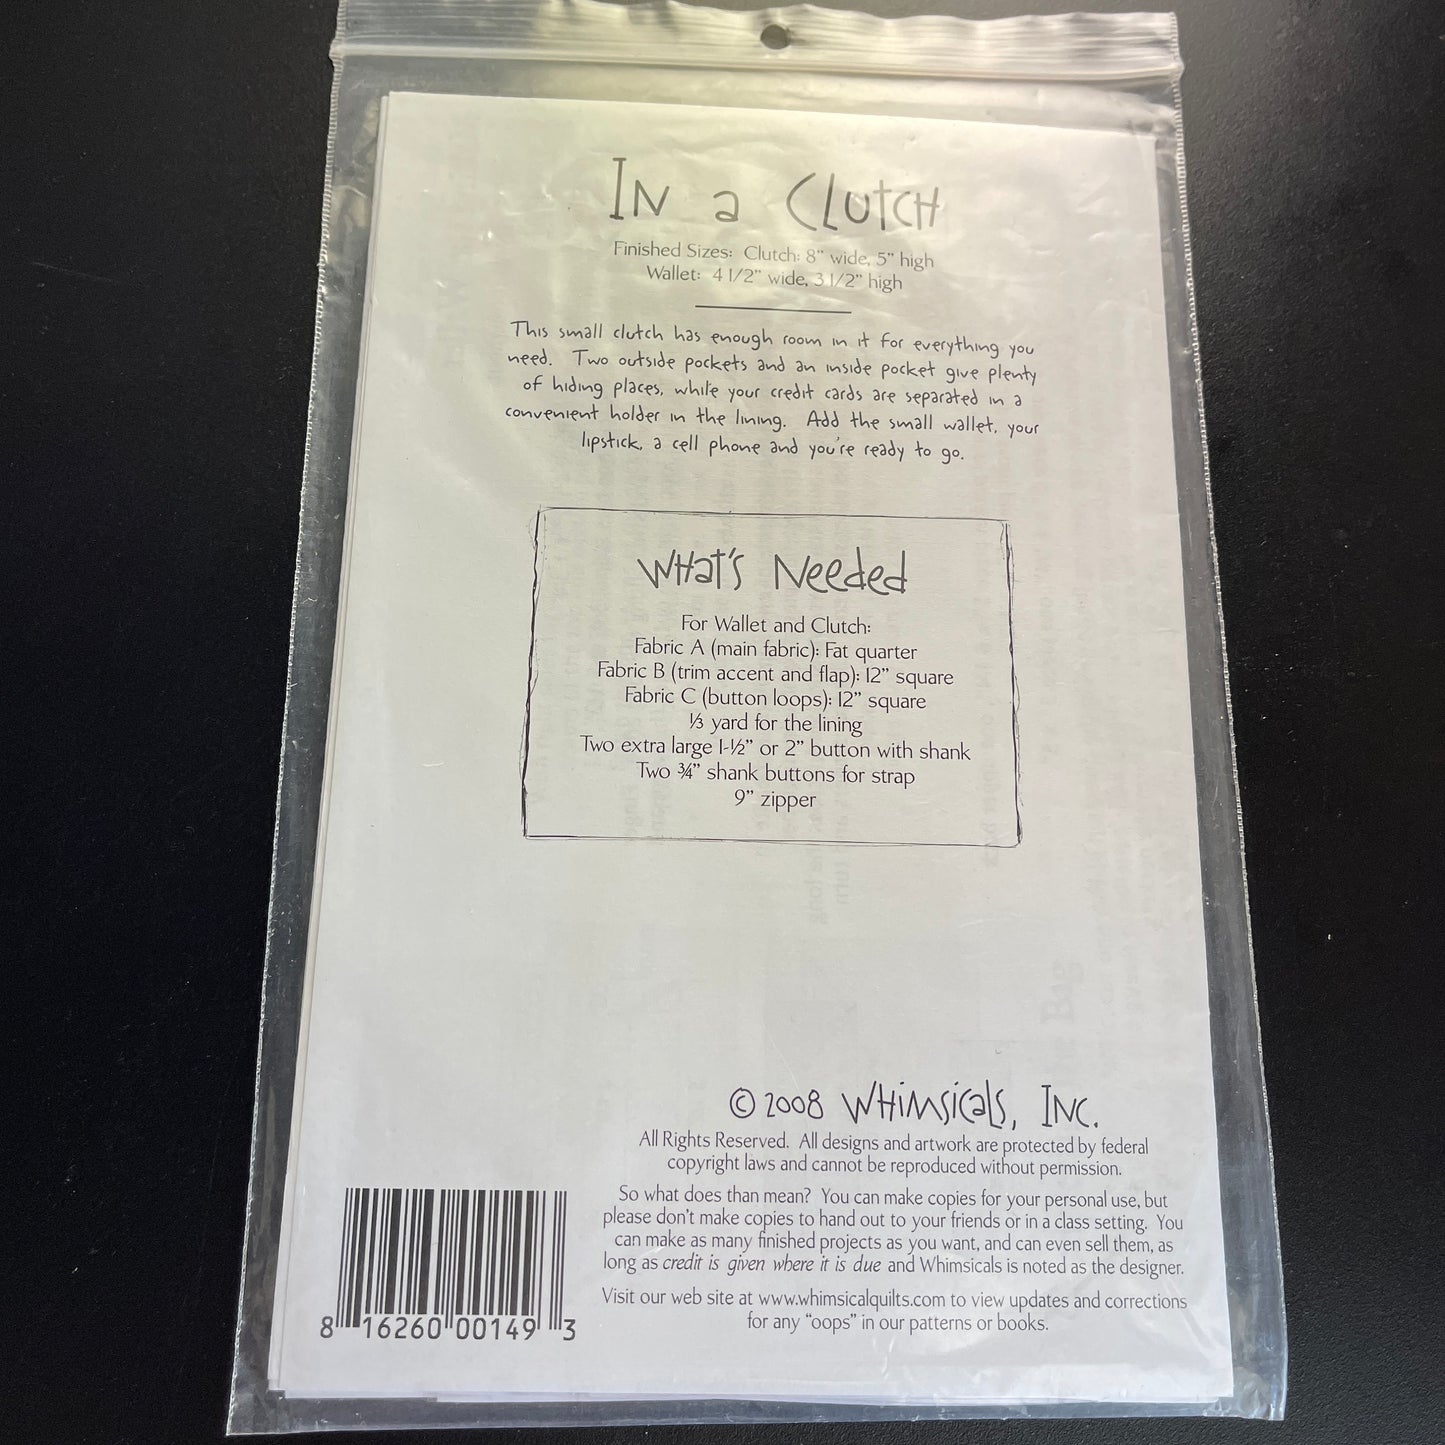 In a Clutch
Finished Sizes: Clutch: 8" wide, 5" high
Wallet: 4 1/2" wide, 3 1/2" high
This small clutch has enough room in it for everything you
need. Two outside pockets and an inside pocket give plenty
of hiding places, while your credit cards are separated in a
convenient holder in the lining. Add the small wallet, your
lipstick, a cell phone and you're ready to go.
What's Needed
For Wallet and Clutch:
Fabric A (main fabric): Fat quarter
Fabric B (trim accent and flap): 12" square
Fabric C (button loops): 12" square
⅓ yard for the lining
Two extra large 1-½" or 2" button with shank
Two ¾" shank buttons for strap
9" zipper
© 2008 Whimsicals, Inc.
All Rights Reserved. All designs and artwork are protected by federal
copyright laws and cannot be reproduced without permission.
So what does than mean? You can make copies for your personal use, but
please don't make copies to hand out to your friends or in a class setting. You
can make as many finished projects as you want, and can even sell them, as
long as credit is given where it is due and Whimsicals is noted as the designer.
Visit our web site at www.whimsicalquilts.com to view updates and corrections
for any "oops" in our patterns or books.
8 16260 00149 3